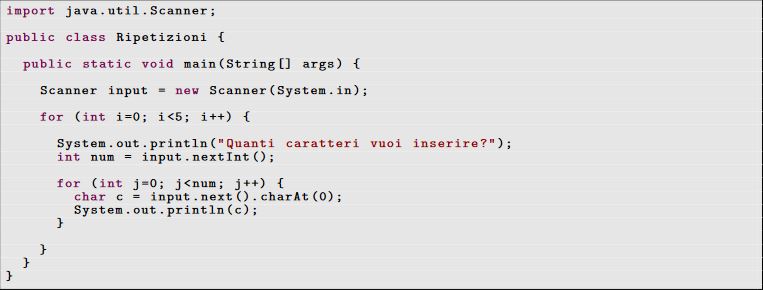 import java.util.Scanner;
public class Ripetizioni {
public static void main(String[] args) {
Scanner input = new Scanner(System.in);
for (int i=0; i<5; i++) {
System.out.println("Quanti caratteri vuoi inserire?");
int num = input.nextInt();
for (int j=0; j<num; j++) {
char c = input.next().charAt(0);
System.out.println(c);
}
}
}
}